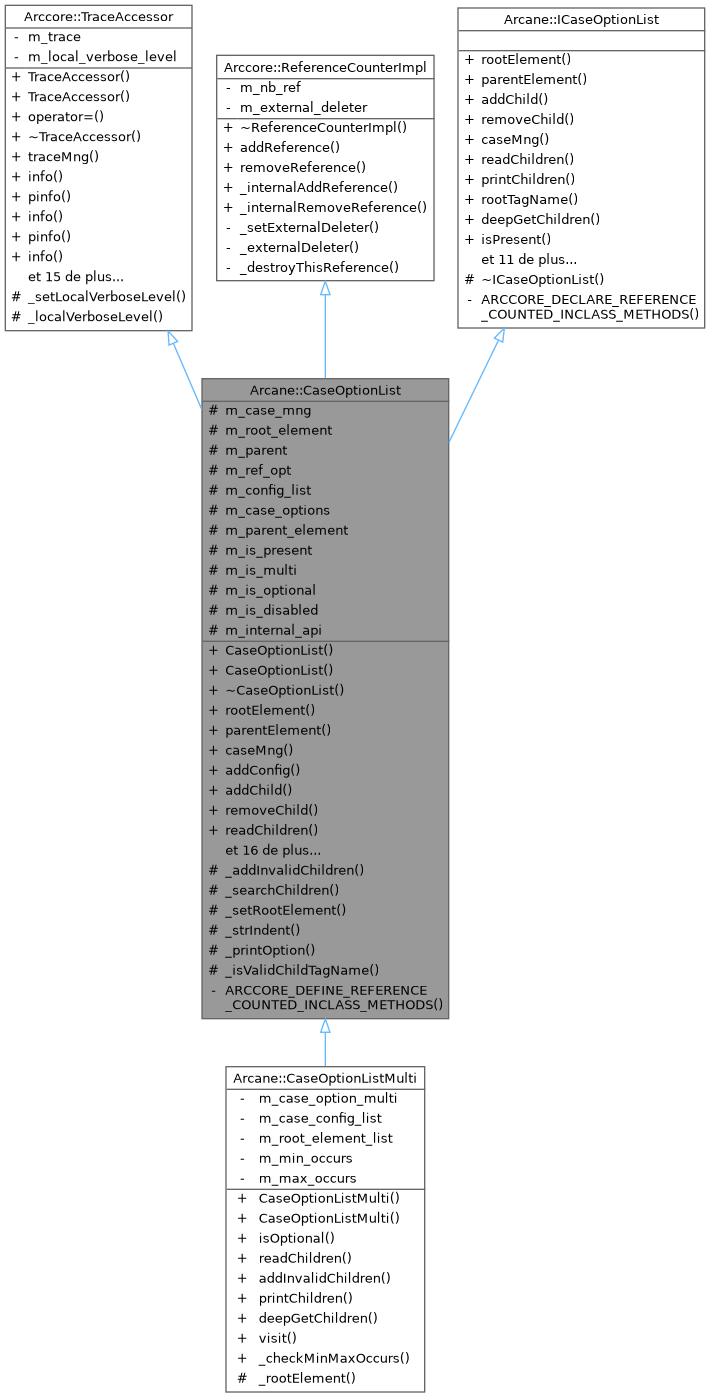 Arccore::TraceAccessor
- m_trace
- m_local_verbose_level
+ TraceAccessor()
+ TraceAccessor()
+ operator=()
+ ~TraceAccessor()
+ traceMng()
+ info()
+ pinfo()
+ info()
+ pinfo()
+ info()
et 15 de plus...
# _setLocalVerboseLevel()
# _localVerboseLevel()
Arccore::ReferenceCounterImpl
- m_nb_ref
- m_external_deleter
+ ~ReferenceCounterImpl()
+ addReference()
+ removeReference()
+ _internalAddReference()
+ _internalRemoveReference()
- _setExternalDeleter()
- _externalDeleter()
- _destroyThisReference()
Arcane::ICaseOptionList
+ rootElement()
+ parentElement()
+ addChild()
+ removeChild()
+ caseMng()
+ readChildren()
+ printChildren()
+ rootTagName()
+ deepGetChildren()
+ isPresent()
et 11 de plus...
# ~ICaseOptionList()
- ARCCORE_DECLARE_REFERENCE
_COUNTED_INCLASS_METHODS()
Arcane::CaseOptionList
# m_case_mng
# m_root_element
# m_parent
# m_ref_opt
# m_config_list
# m_case_options
# m_parent_element
# m_is_present
# m_is_multi
# m_is_optional
# m_is_disabled
# m_internal_api
+ CaseOptionList()
+ CaseOptionList()
+ ~CaseOptionList()
+ rootElement()
+ parentElement()
+ caseMng()
+ addConfig()
+ addChild()
+ removeChild()
+ readChildren()
et 16 de plus...
# _addInvalidChildren()
# _searchChildren()
# _setRootElement()
# _strIndent()
# _printOption()
# _isValidChildTagName()
- ARCCORE_DEFINE_REFERENCE
_COUNTED_INCLASS_METHODS()
Arcane::CaseOptionListMulti
- m_case_option_multi
- m_case_config_list
- m_root_element_list
- m_min_occurs
- m_max_occurs
+ CaseOptionListMulti()
+ CaseOptionListMulti()
+ isOptional()
+ readChildren()
+ addInvalidChildren()
+ printChildren()
+ deepGetChildren()
+ visit()
+ _checkMinMaxOccurs()
# _rootElement()